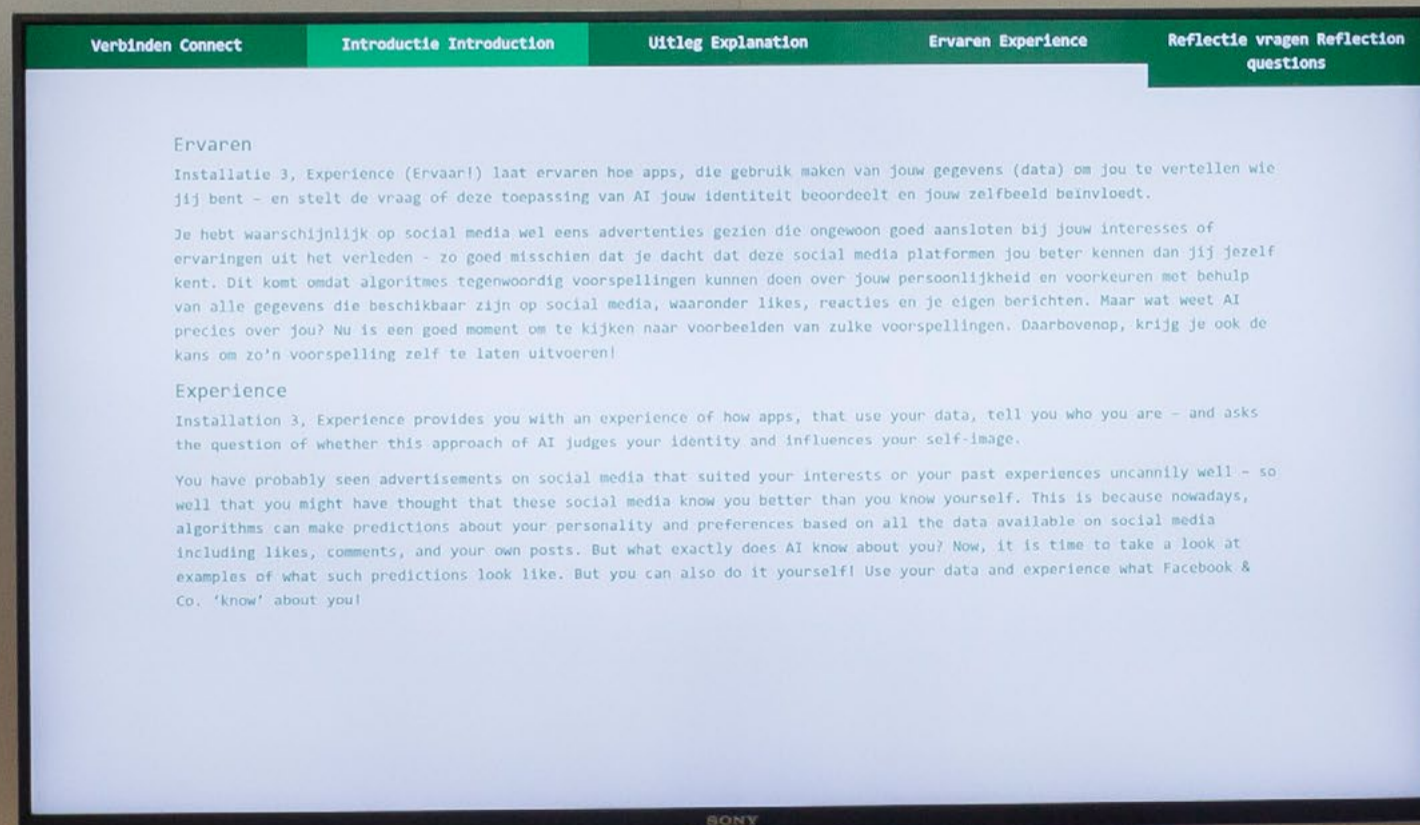 Verbinden Connect
Introductie Introduction
Uitleg Explanation
Ervaren Experience
Reflectie vragen Reflection
questions
Ervaren
Installatie 3, Experience (Ervaar!) laat ervaren hoe apps, die gebruik maken van jouw gegevens (data) om jou te vertellen wie
jij bent – en stelt de vraag of deze toepassing van AI jouw identiteit beoordeelt en jouw zelfbeeld beïnvloedt.
Je hebt waarschijnlijk op social media wel eens advertenties gezien die ongewoon goed aansloten bij jouw interesses of
ervaringen uit het verleden - zo goed misschien dat je dacht dat deze social media platformen jou beter kennen dan jij jezelf
kent. Dit komt omdat algoritmes tegenwoordig voorspellingen kunnen doen over jouw persoonlijkheid en voorkeuren met behulp
van alle gegevens die beschikbaar zijn op social media, waaronder likes, reacties en je eigen berichten. Maar wat weet AI
precies over jou? Nu is een goed moment om te kijken naar voorbeelden van zulke voorspellingen. Daarbovenop, krijg je ook de
kans om zo'n voorspelling zelf te laten uitvoeren!
Experience
Installation 3, Experience provides you with an experience of how apps, that use your data, tell you who you are – and asks
the question of whether this approach of AI judges your identity and influences your self-image.
You have probably seen advertisements on social media that suited your interests or your past experiences uncannily well – so
well that you might have thought that these social media know you better than you know yourself. This is because nowadays,
algorithms can make predictions about your personality and preferences based on all the data available on social media
including likes, comments, and your own posts. But what exactly does AI know about you? Now, it is time to take a look at
examples of what such predictions look like. But you can also do it yourself! Use your data and experience what Facebook &
Co. ‘know’ about you!
SONY